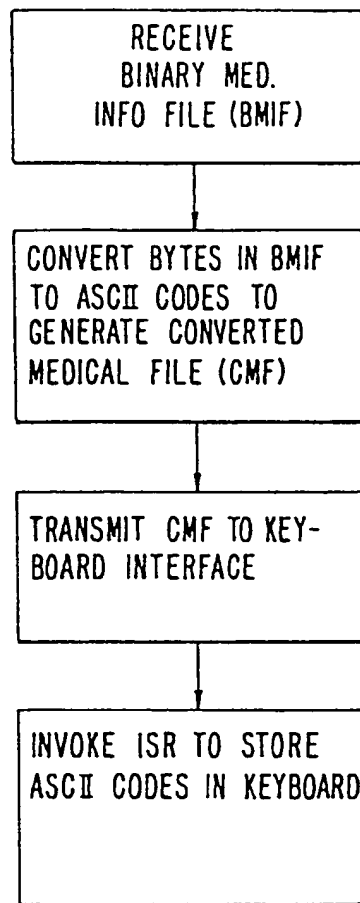 RECEIVE
BINARY MED.
INFO FILE (BMIF)
CONVERT BYTES IN BMIF
TO ASCII CODES TO
GENERATE CONVERTED
MEDICAL FILE (CMF)
TRANSMIT CMF TO KEY-
BOARD INTERFACE
INVOKE ISR TO STORE
ASCII CODES IN KEYBOARD